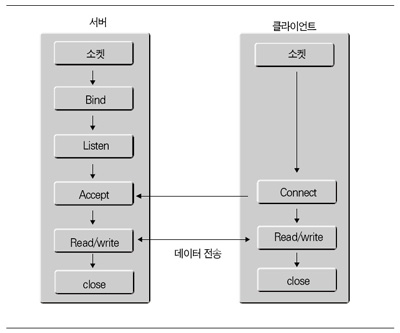 서버
클라이언트
소켓
소켓
Bind
Listen
Accept
Connect
Read/write
Read/write
데이터 전송
close
close